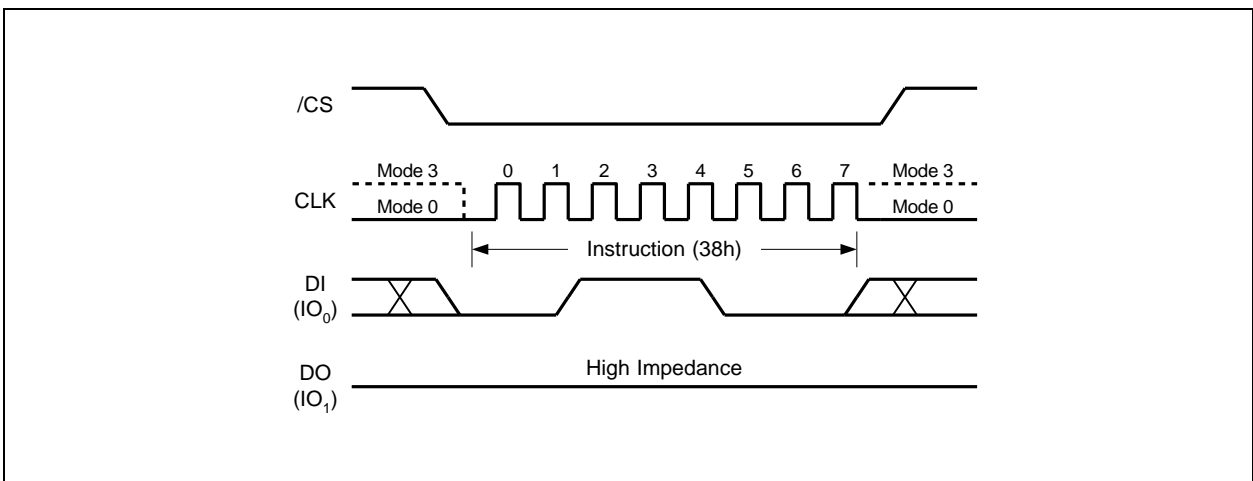 /CS
Mode 3 0 1 2 3 4 5 6 7 Mode 3
CLK
Mode 0 Mode 0
Instruction (38h)
DI
(IO₀)
High Impedance
DO
(IO₁)